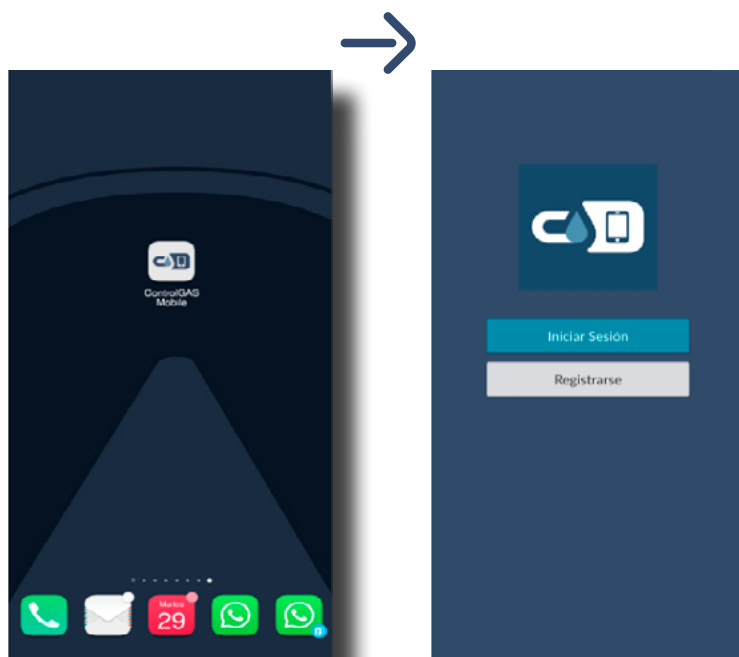 ControlGAS
Mobile
Martes
29
Iniciar Sesión
Registrarse